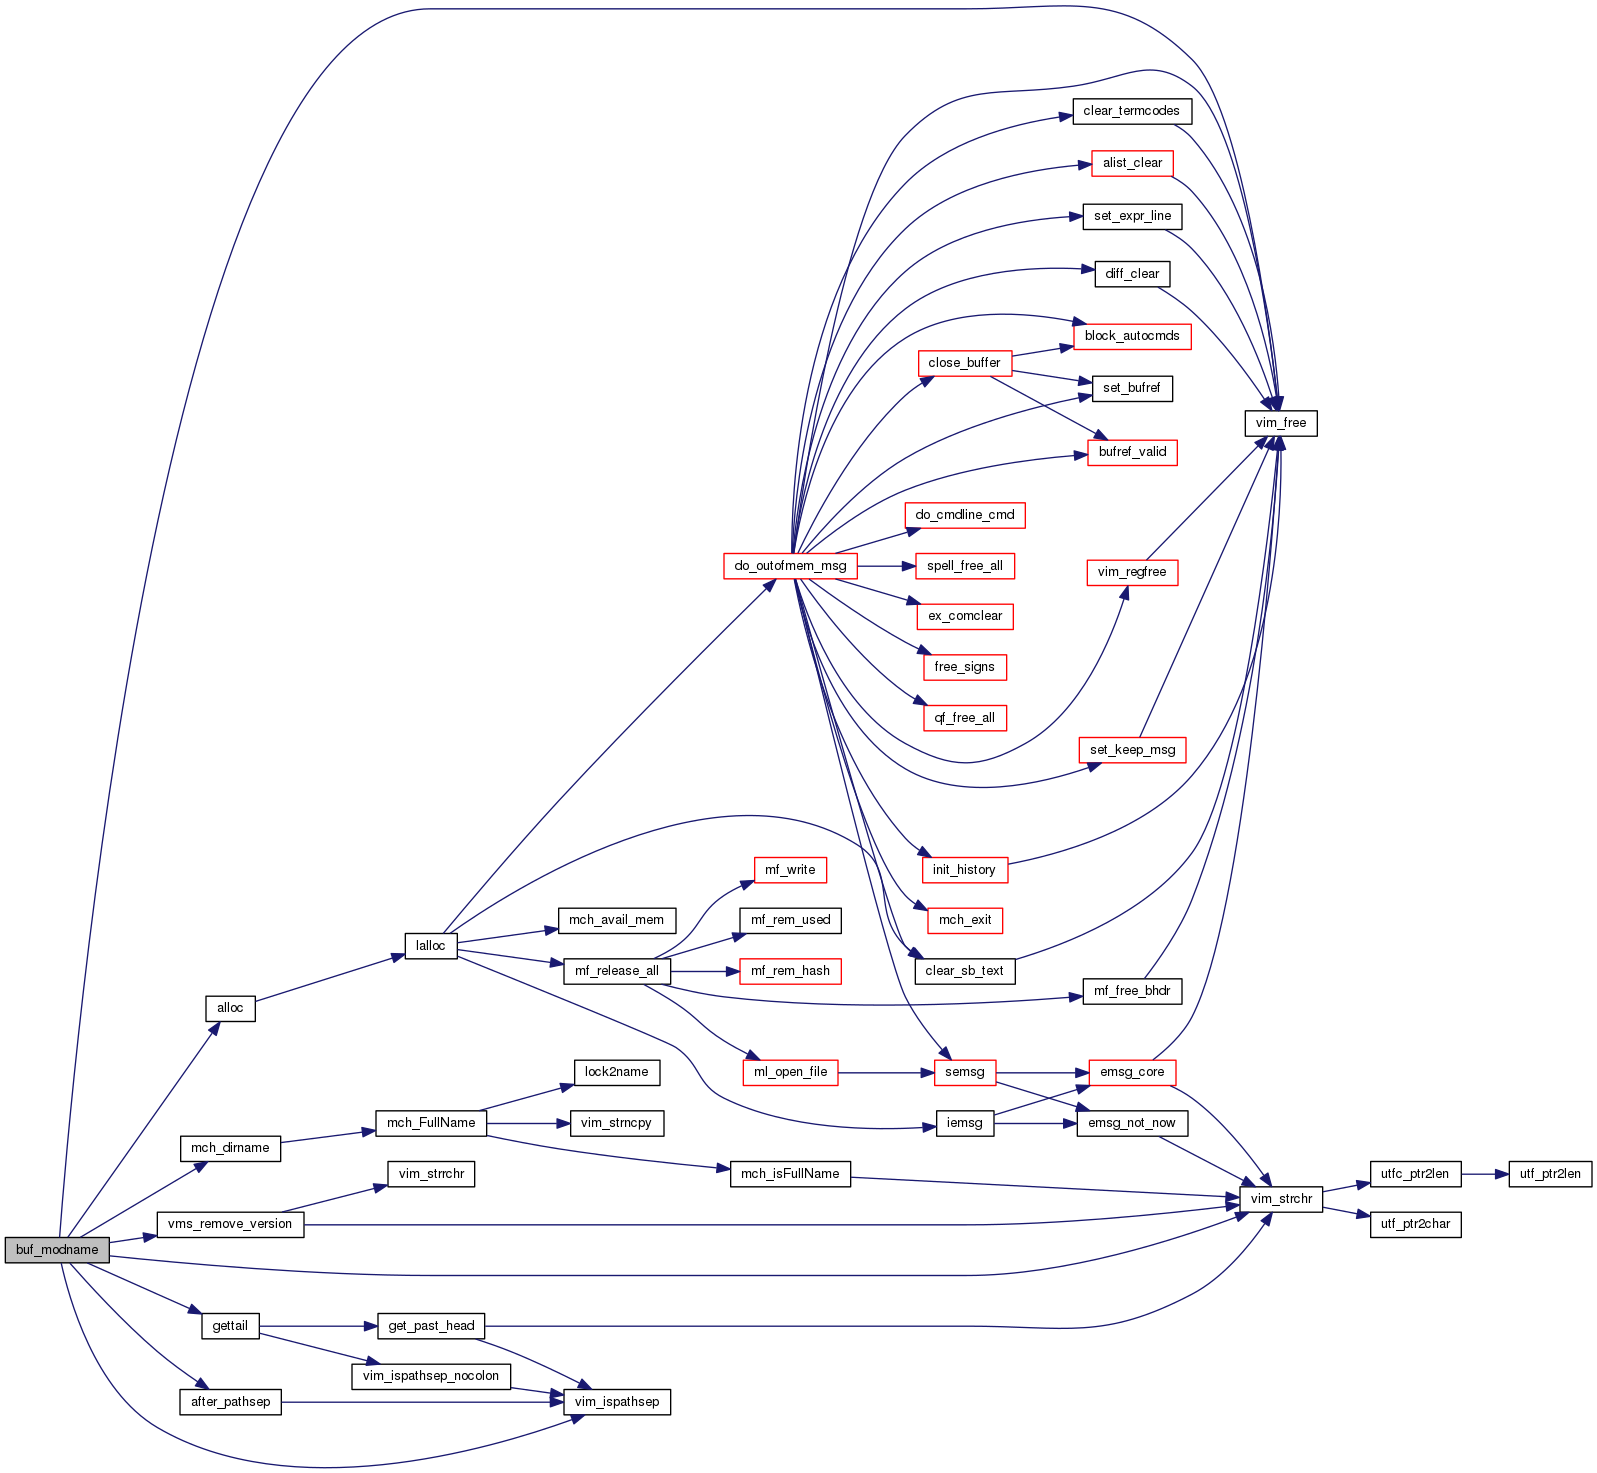 clear_termcodes
alist_clear
set_expr_line
diff_clear
block_autocmds
close_buffer
set_bufref
vim_free
bufref_valid
do_cmdline_cmd
do_outofmem_msg
spell_free_all
vim_regfree
ex_comclear
free_signs
qf_free_all
set_keep_msg
mf_write
init_history
mch_avail_mem
mf_rem_used
mch_exit
lalloc
mf_release_all
mf_rem_hash
clear_sb_text
mf_free_bhdr
alloc
lock2name
ml_open_file
semsg
emsg_core
mch_FullName
vim_strncpy
iemsg
emsg_not_now
mch_dirname
vim_strrchr
mch_isFullName
utfc_ptr2len
utf_ptr2len
vim_strchr
vms_remove_version
utf_ptr2char
buf_modname
gettail
get_past_head
vim_ispathsep_nocolon
after_pathsep
vim_ispathsep